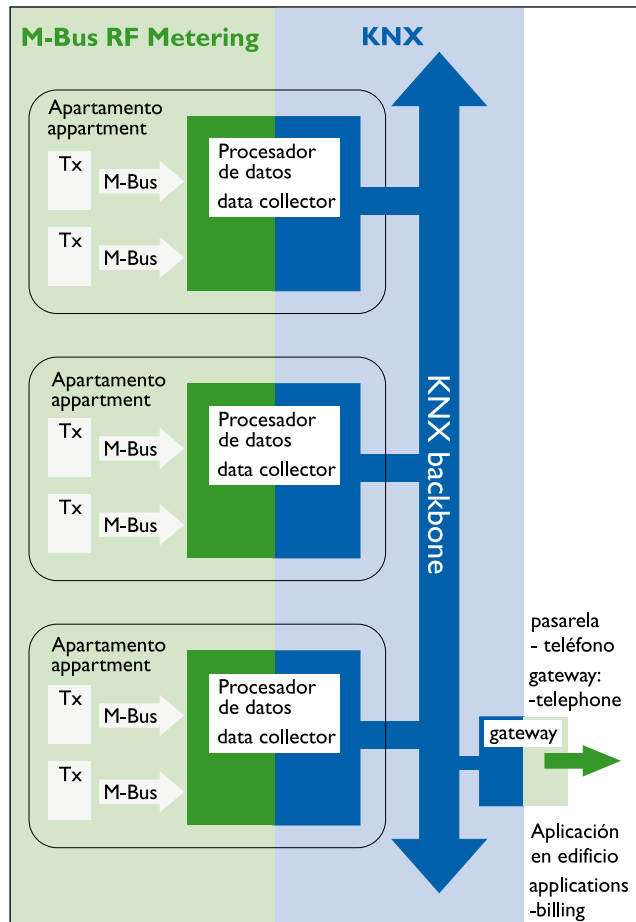 M-Bus RF Metering
KNX
Apartamento
appartment
Tx
M-Bus
Tx
M-Bus
Procesador
de datos
data collector
Apartamento
appartment
Tx
M-Bus
Tx
M-Bus
Procesador
de datos
data collector
KNX backbone
Apartamento
appartment
Tx
M-Bus
Tx
M-Bus
Procesador
de datos
data collector
pasarela
- teléfono
gateway:
-telephone
gateway
Aplicación
en edificio
applications
-billing